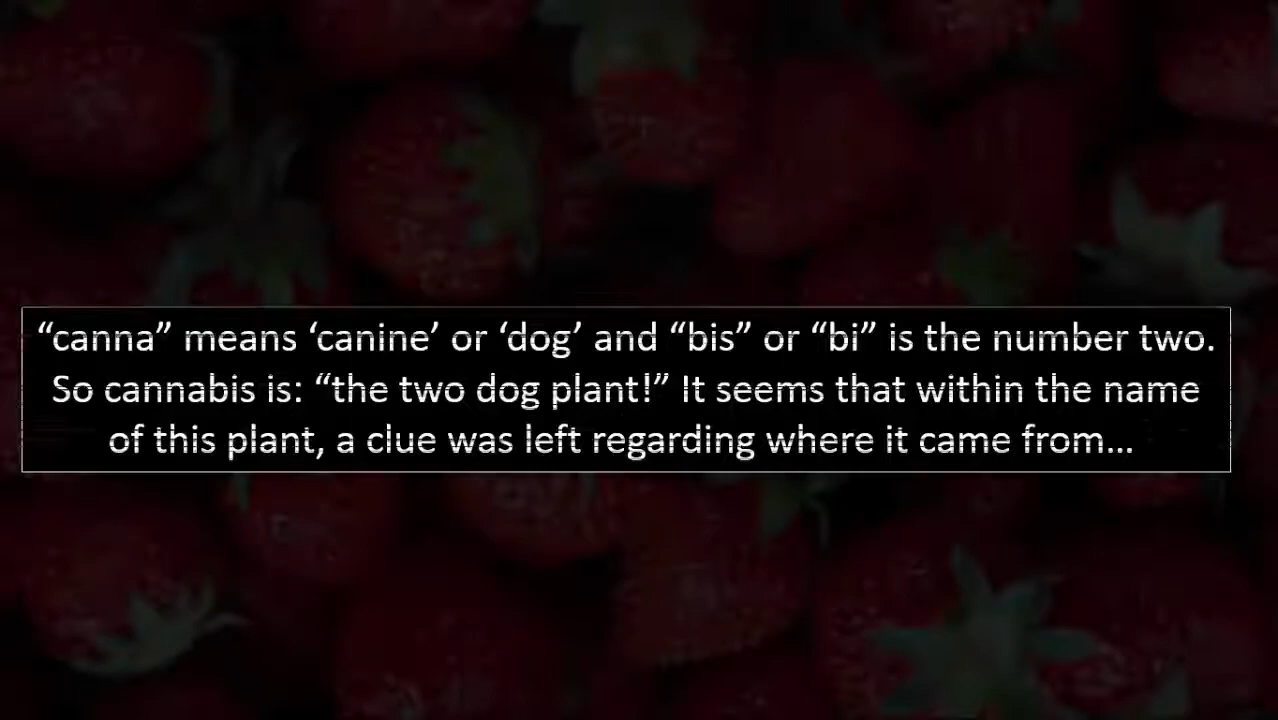 “canna” means ‘canine’ or ‘dog’ and “bis” or “bi” is the number two.
So cannabis is: “the two dog plant!” It seems that within the name
of this plant, a clue was left regarding where it came from...